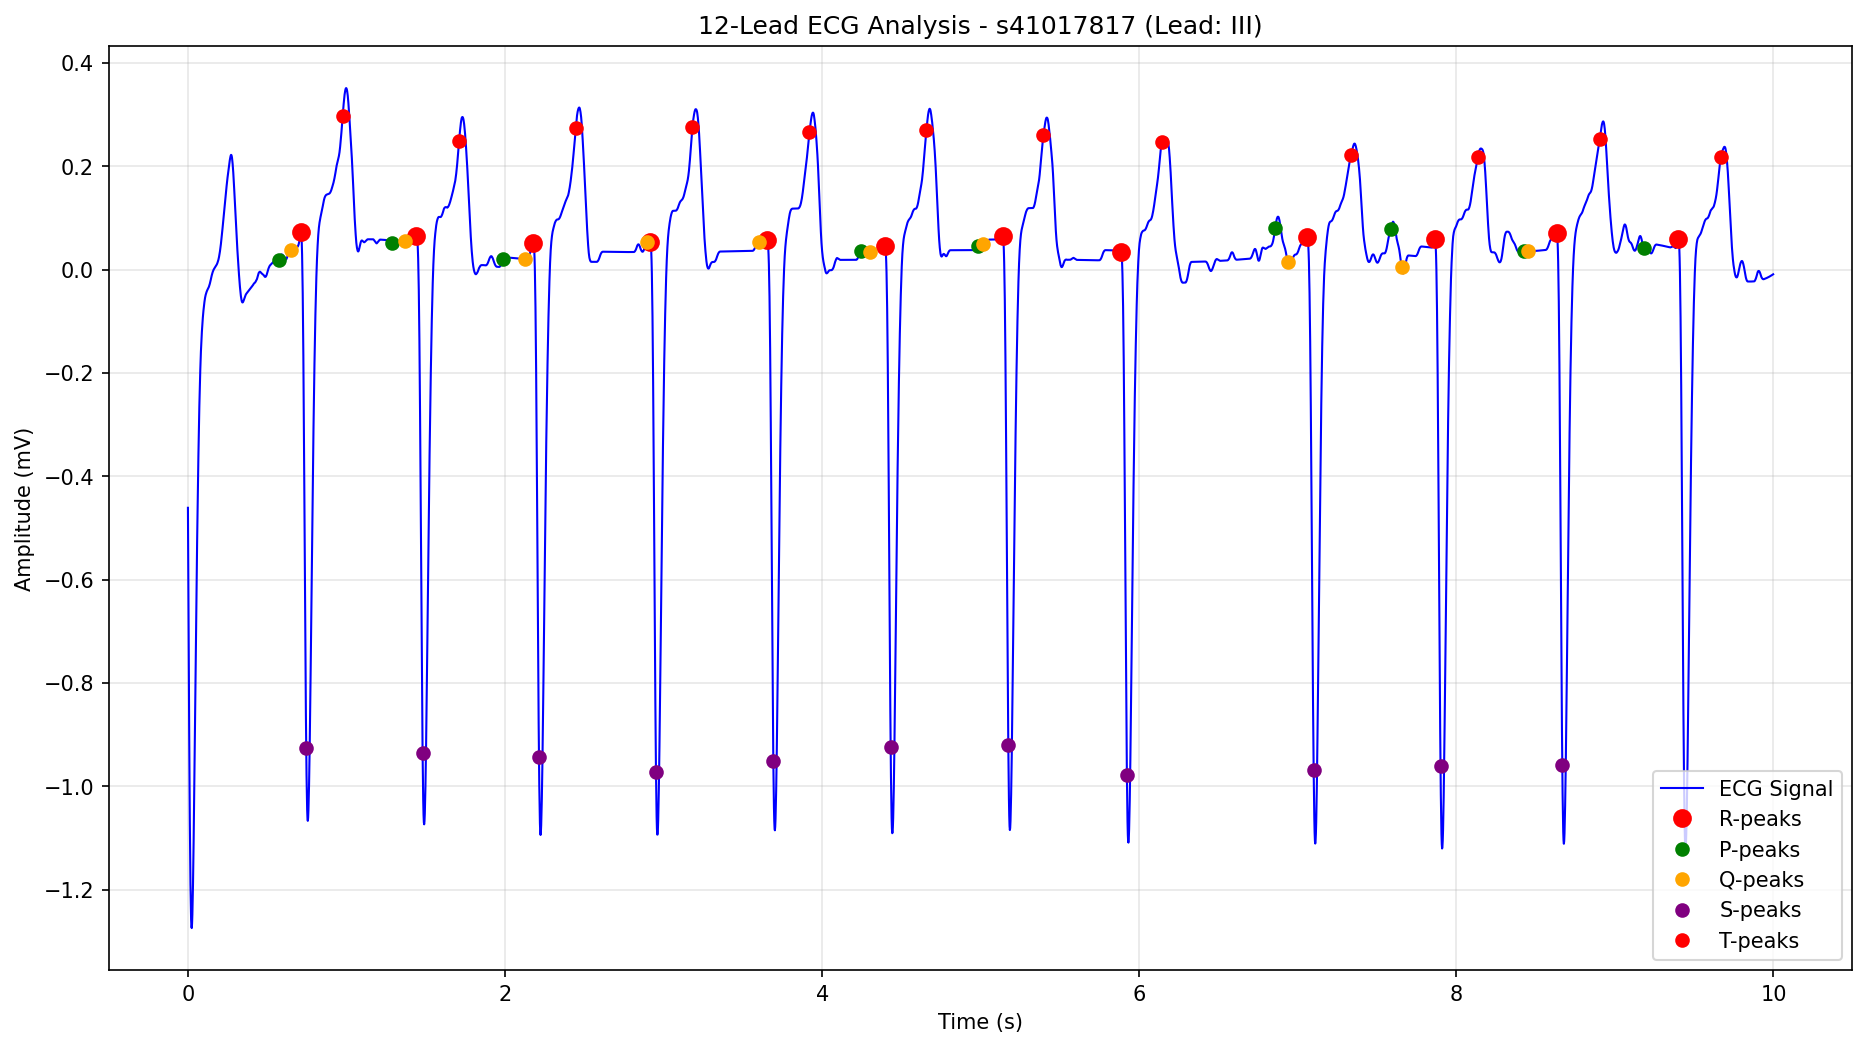 12-Lead ECG Analysis - s41017817 (Lead: III)
0.4
0.2
0.0
−0.2
−0.4
−0.6
−0.8
−1.0
−1.2
Amplitude (mV)
0 2 4 6 8 10
Time (s)
ECG Signal
R-peaks
P-peaks
Q-peaks
S-peaks
T-peaks